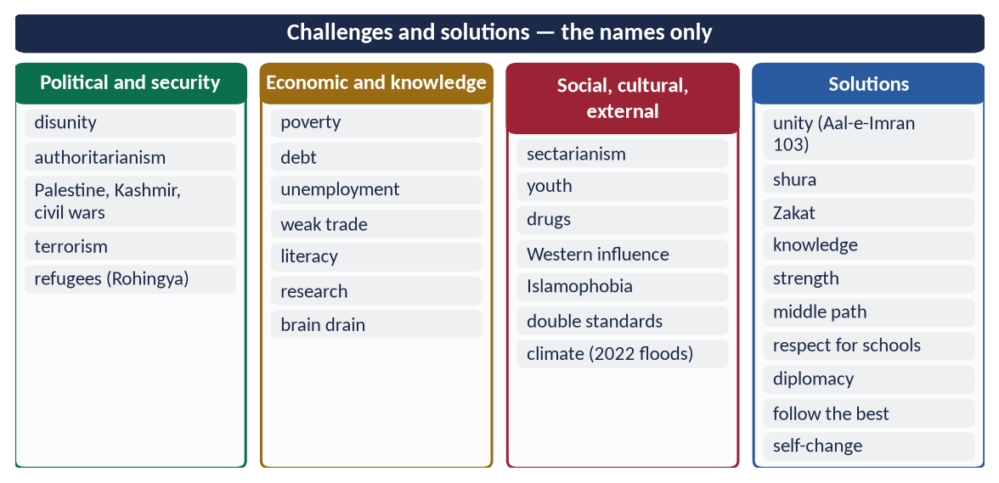 Challenges and solutions — the names only
Political and security
disunity
authoritarianism
Palestine, Kashmir,
civil wars
terrorism
refugees (Rohingya)
Economic and knowledge
poverty
debt
unemployment
weak trade
literacy
research
brain drain
Social, cultural,
external
sectarianism
youth
drugs
Western influence
Islamophobia
double standards
climate (2022 floods)
Solutions
unity (Aal-e-Imran
103)
shura
Zakat
knowledge
strength
middle path
respect for schools
diplomacy
follow the best
self-change